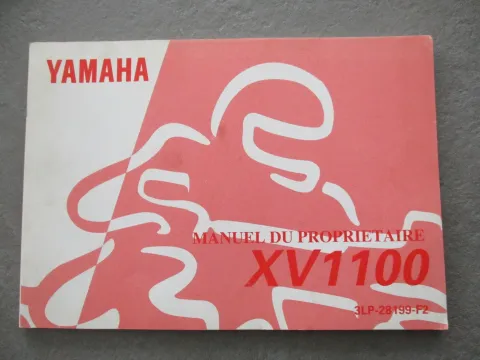 YAMAHA
MANUEL DU PROPRIETAIRE
XV1100
3LP-28199-F2